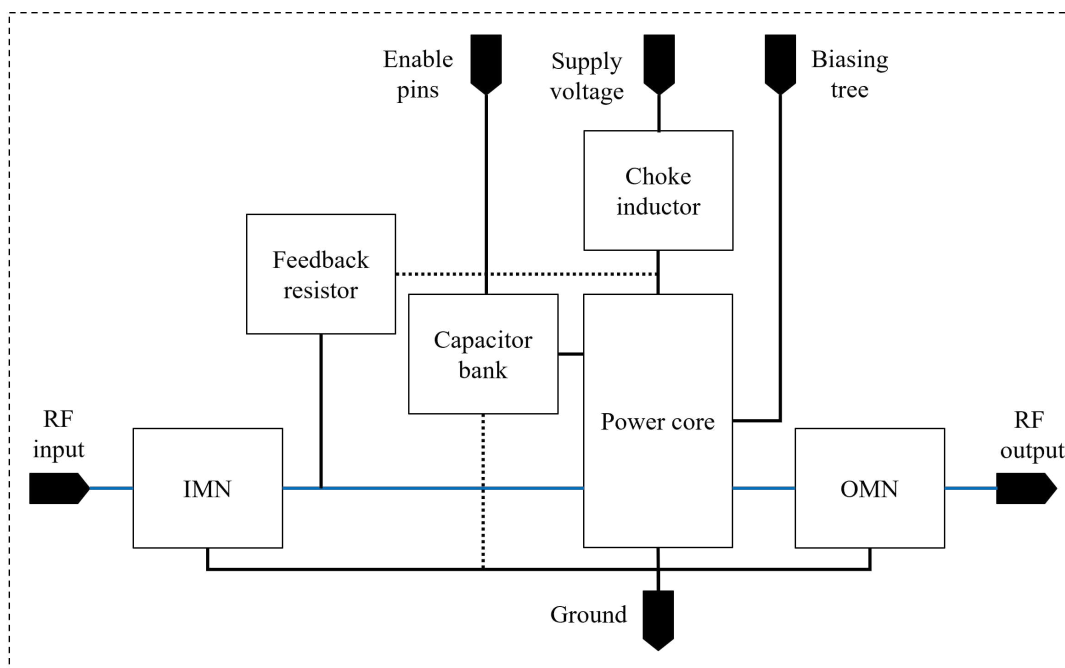 Enable
pins
Supply
voltage
Biasing
tree
Choke
inductor
Feedback
resistor
Capacitor
bank
Power core
RF
input
IMN
OMN
RF
output
Ground